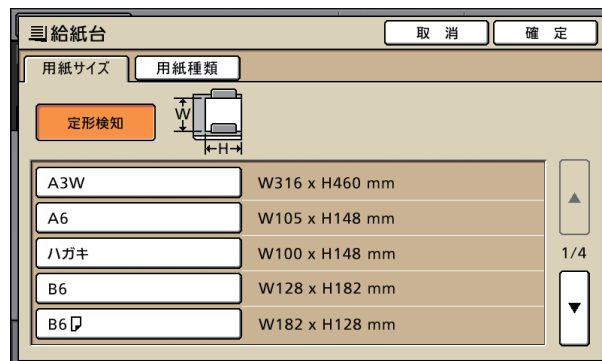 給紙台
取 消
確 定
用紙サイズ
用紙種類
定形検知
W
H
A3W W316 x H460 mm
A6 W105 x H148 mm
ハガキ W100 x H148 mm
1/4
B6 W128 x H182 mm
B6 W182 x H128 mm